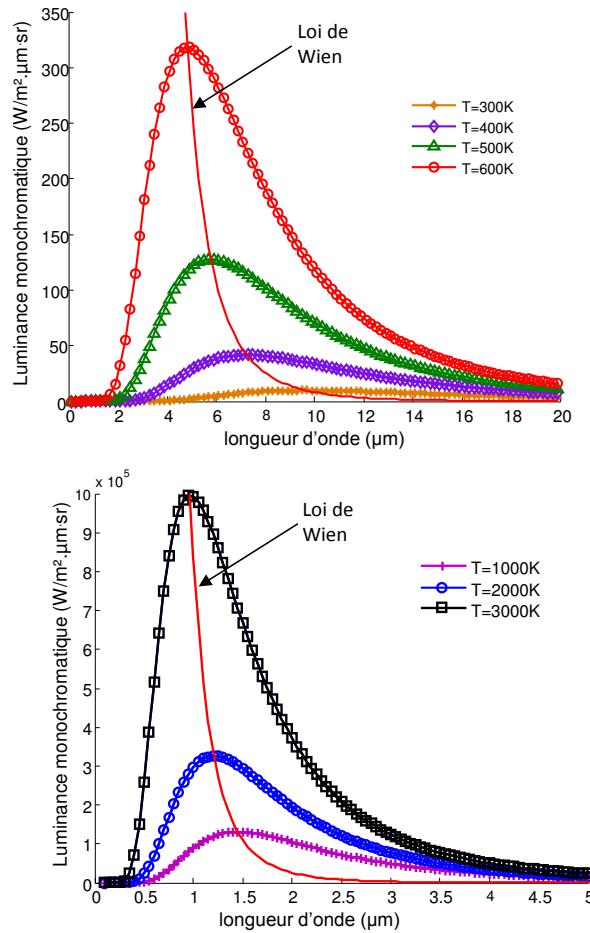 350
300
250
200
150
100
50
0
Luminance monochromatique (W/m².µm·sr)
Loi de
Wien
T=300K
T=400K
T=500K
T=600K
0 2 4 6 8 10 12 14 16 18 20
longueur d'onde (µm)
x 10⁵
10
9
8
7
6
5
4
3
2
1
0
Luminance monochromatique (W/m².µm·sr)
Loi de
Wien
T=1000K
T=2000K
T=3000K
0 0.5 1 1.5 2 2.5 3 3.5 4 4.5 5
longueur d'onde (µm)